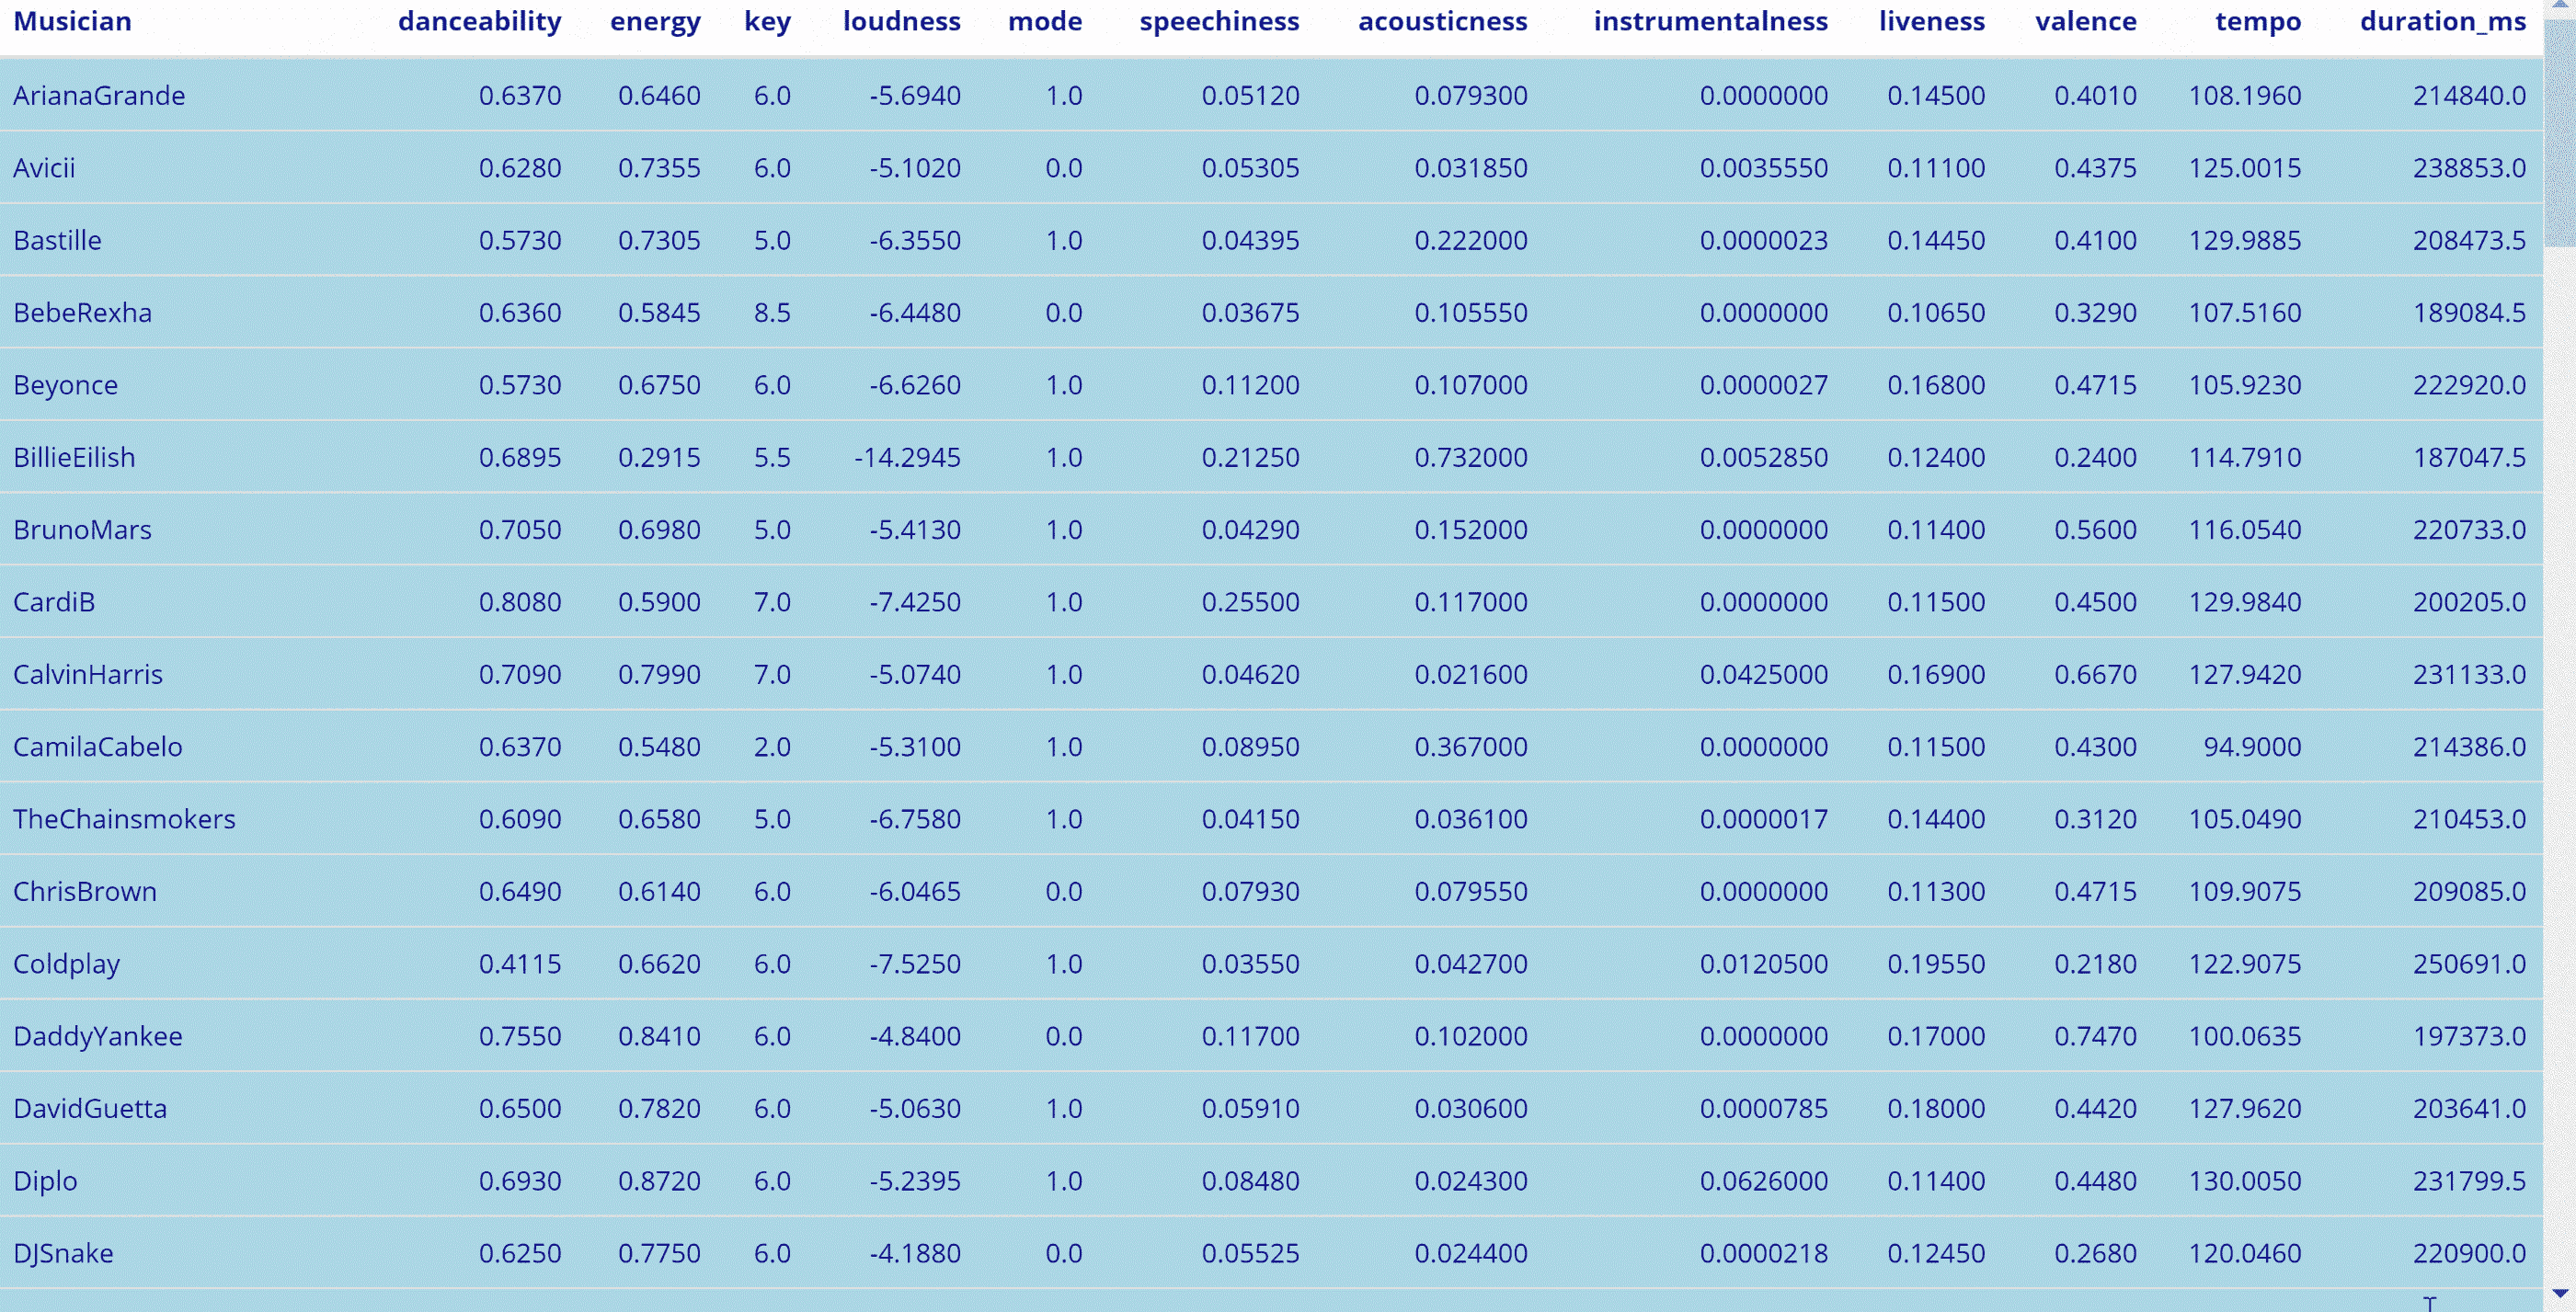 Musician danceability energy key loudness mode speechiness acousticness instrumentalness liveness valence tempo duration_ms
ArianaGrande 0.6370 0.6460 6.0 -5.6940 1.0 0.05120 0.079300 0.0000000 0.14500 0.4010 108.1960 214840.0
Avicii 0.6280 0.7355 6.0 -5.1020 0.0 0.05305 0.031850 0.0035550 0.11100 0.4375 125.0015 238853.0
Bastille 0.5730 0.7305 5.0 -6.3550 1.0 0.04395 0.222000 0.0000023 0.14450 0.4100 129.9885 208473.5
BebeRexha 0.6360 0.5845 8.5 -6.4480 0.0 0.03675 0.105550 0.0000000 0.10650 0.3290 107.5160 189084.5
Beyonce 0.5730 0.6750 6.0 -6.6260 1.0 0.11200 0.107000 0.0000027 0.16800 0.4715 105.9230 222920.0
BillieEilish 0.6895 0.2915 5.5 -14.2945 1.0 0.21250 0.732000 0.0052850 0.12400 0.2400 114.7910 187047.5
BrunoMars 0.7050 0.6980 5.0 -5.4130 1.0 0.04290 0.152000 0.0000000 0.11400 0.5600 116.0540 220733.0
CardiB 0.8080 0.5900 7.0 -7.4250 1.0 0.25500 0.117000 0.0000000 0.11500 0.4500 129.9840 200205.0
CalvinHarris 0.7090 0.7990 7.0 -5.0740 1.0 0.04620 0.021600 0.0425000 0.16900 0.6670 127.9420 231133.0
CamilaCabelo 0.6370 0.5480 2.0 -5.3100 1.0 0.08950 0.367000 0.0000000 0.11500 0.4300 94.9000 214386.0
TheChainsmokers 0.6090 0.6580 5.0 -6.7580 1.0 0.04150 0.036100 0.0000017 0.14400 0.3120 105.0490 210453.0
ChrisBrown 0.6490 0.6140 6.0 -6.0465 0.0 0.07930 0.079550 0.0000000 0.11300 0.4715 109.9075 209085.0
Coldplay 0.4115 0.6620 6.0 -7.5250 1.0 0.03550 0.042700 0.0120500 0.19550 0.2180 122.9075 250691.0
DaddyYankee 0.7550 0.8410 6.0 -4.8400 0.0 0.11700 0.102000 0.0000000 0.17000 0.7470 100.0635 197373.0
DavidGuetta 0.6500 0.7820 6.0 -5.0630 1.0 0.05910 0.030600 0.0000785 0.18000 0.4420 127.9620 203641.0
Diplo 0.6930 0.8720 6.0 -5.2395 1.0 0.08480 0.024300 0.0626000 0.11400 0.4480 130.0050 231799.5
DJSnake 0.6250 0.7750 6.0 -4.1880 0.0 0.05525 0.024400 0.0000218 0.12450 0.2680 120.0460 220900.0